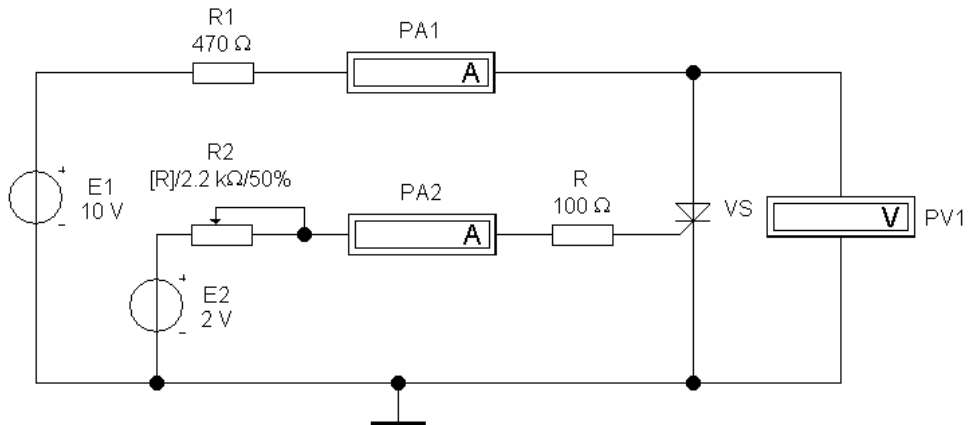 R1
470 Ω
PA1
A
E1
10 V
+
-
R2
[R]/2.2 kΩ/50%
PA2
A
R
100 Ω
VS
V
PV1
E2
2 V
+
-